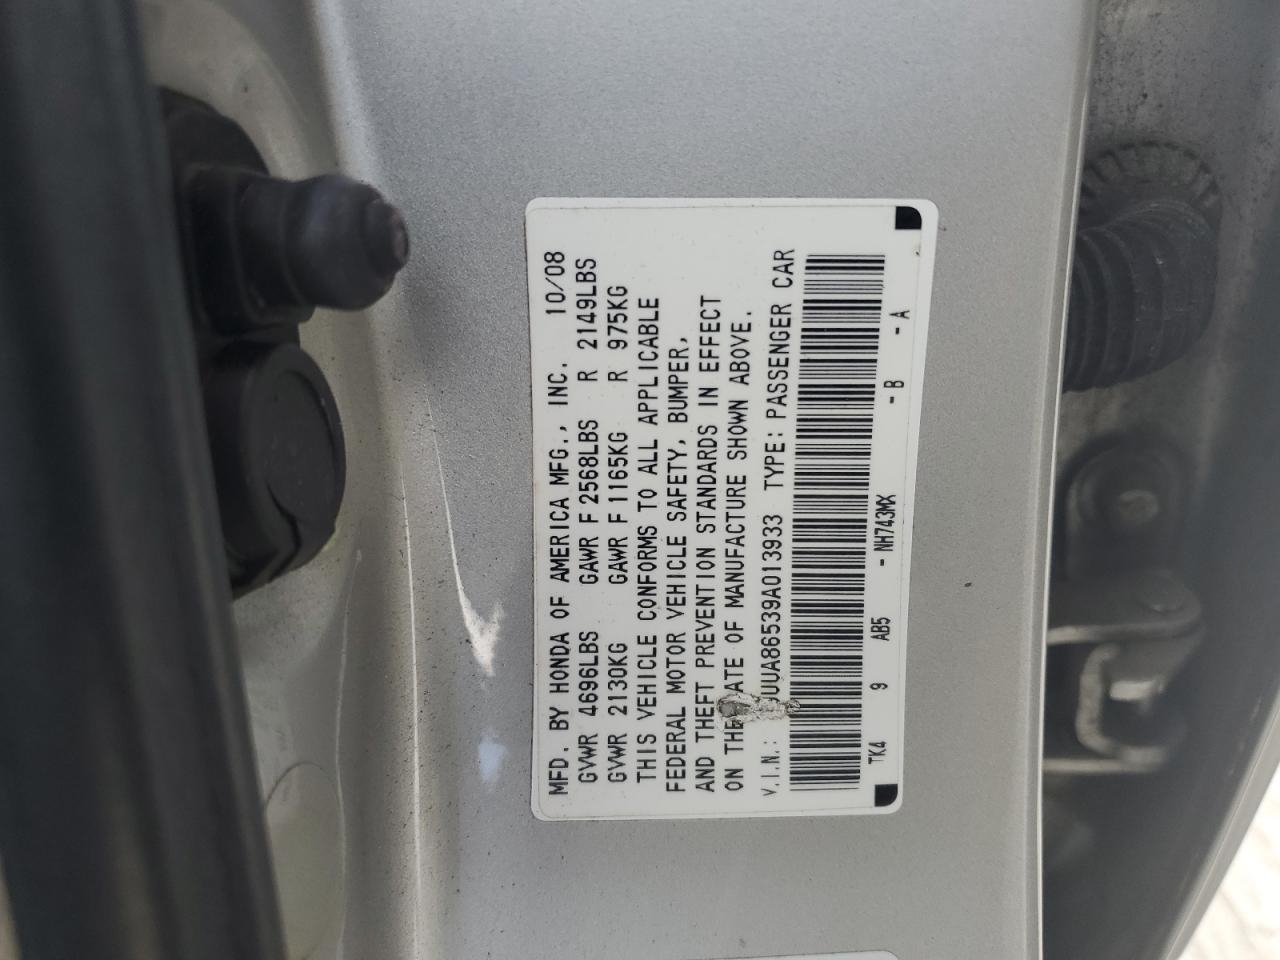 MFD. BY HONDA OF AMERICA MFG., INC. 10/08
GVWR 4696LBS GAWR F 2568LBS R 2149LBS
GVWR 2130KG GAWR F 1165KG R 975KG
THIS VEHICLE CONFORMS TO ALL APPLICABLE
FEDERAL MOTOR VEHICLE SAFETY, BUMPER,
AND THEFT PREVENTION STANDARDS IN EFFECT
ON THE DATE OF MANUFACTURE SHOWN ABOVE.
V.I.N.: TYPE: PASSENGER CAR
TK4 9 AB5 - NH743MX - B - A